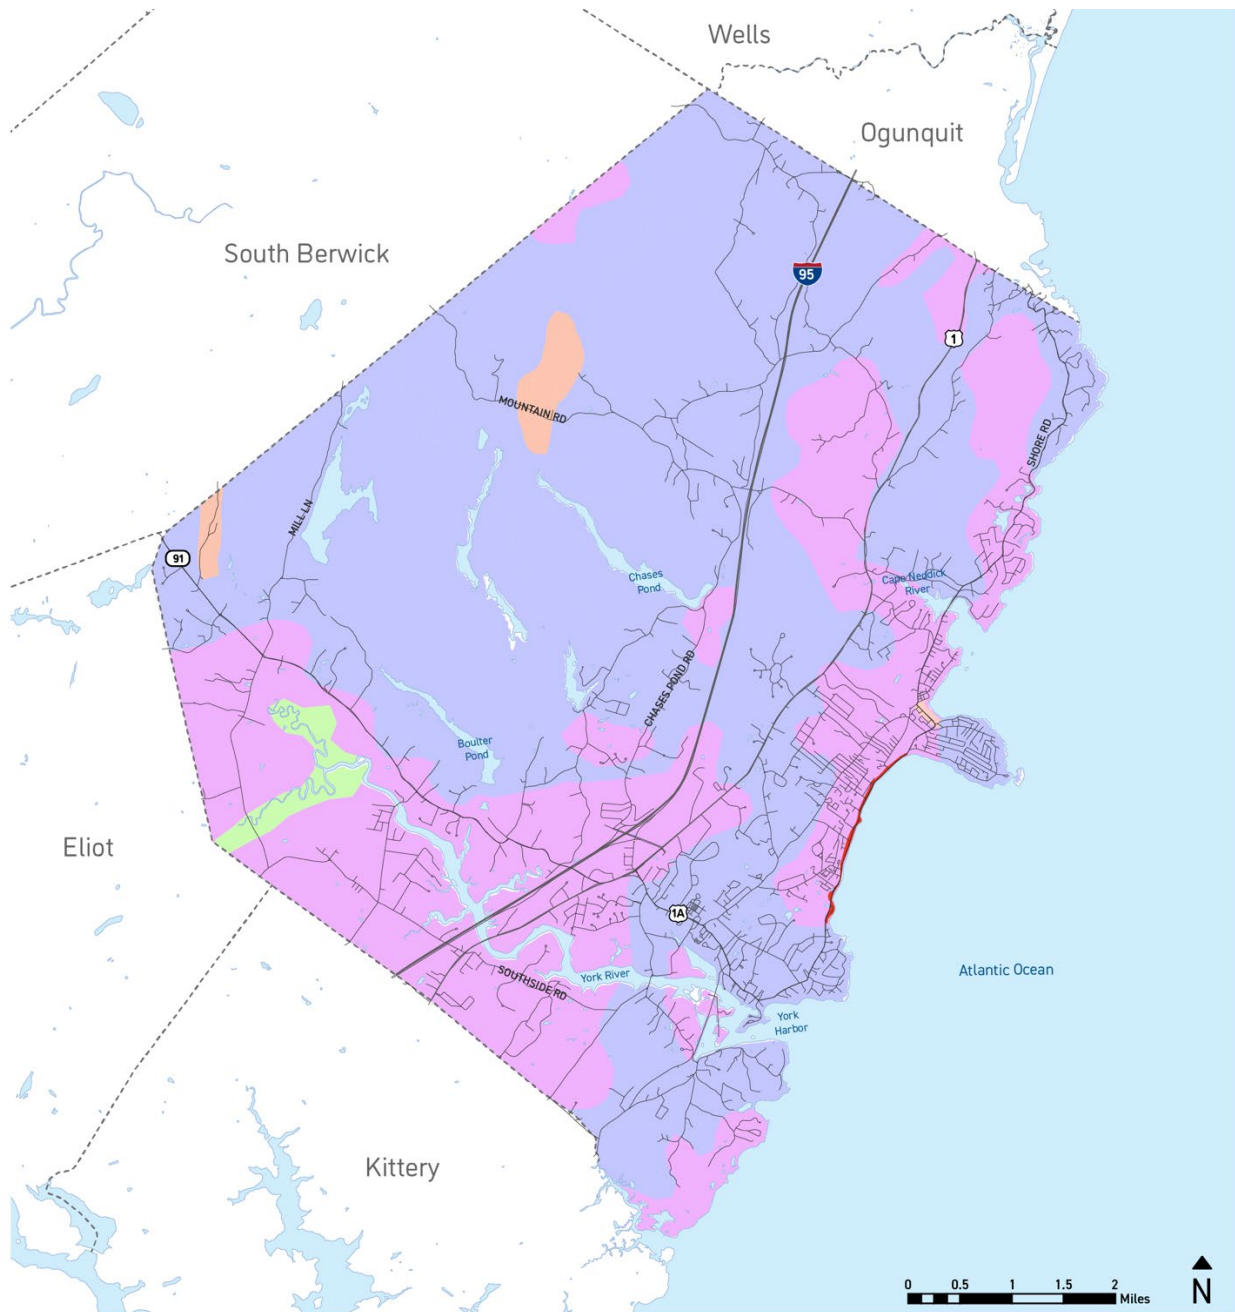 Wells
Ogunquit
South Berwick
95
1
MOUNTAIN RD
SHORE RD
MILL LN
91
Chases
Pond
Cape Neddick
River
CHASES POND RD
Boulter
Pond
Eliot
1A
Atlantic Ocean
York River
SOUTHSIDE RD
York
Harbor
Kittery
0 0.5 1 1.5 2
Miles
N